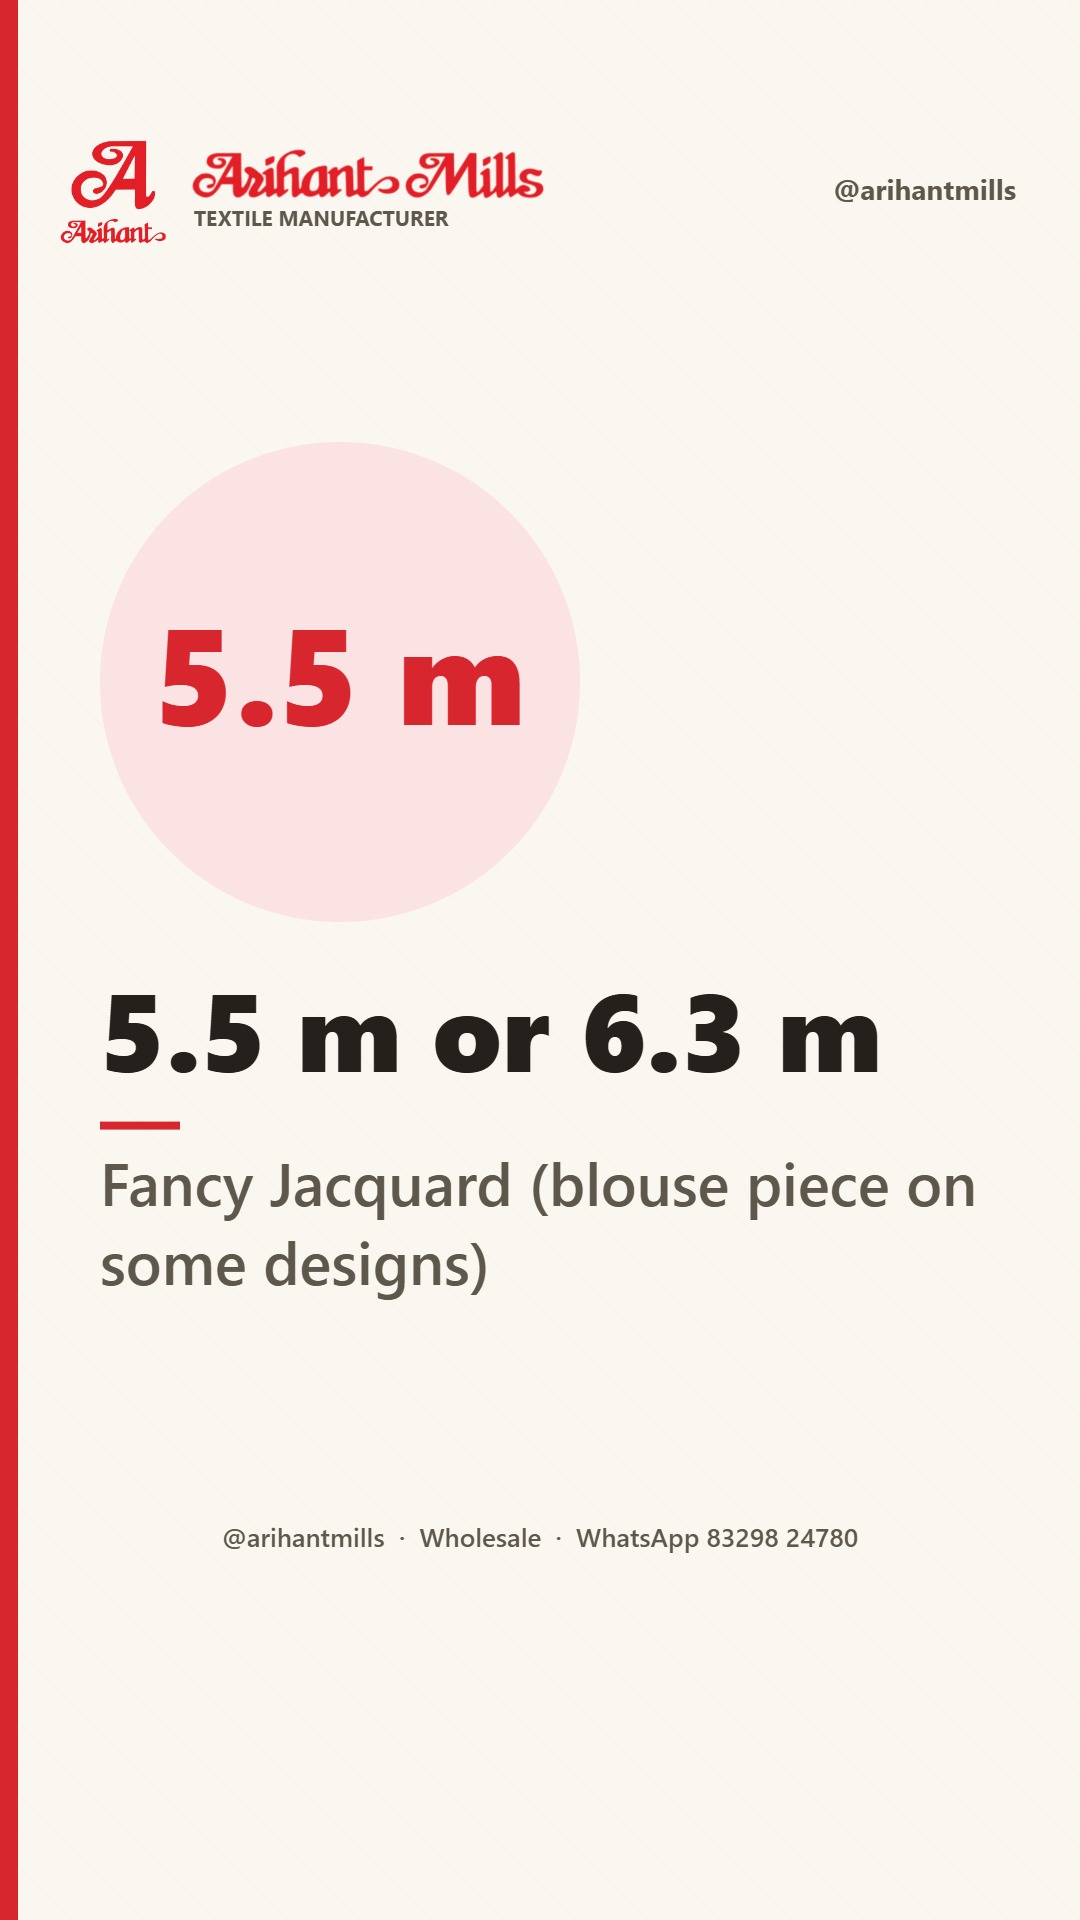 A
Arihant
Arihant Mills
TEXTILE MANUFACTURER
@arihantmills
5.5 m
5.5 m or 6.3 m
Fancy Jacquard (blouse piece on
some designs)
@arihantmills · Wholesale · WhatsApp 83298 24780